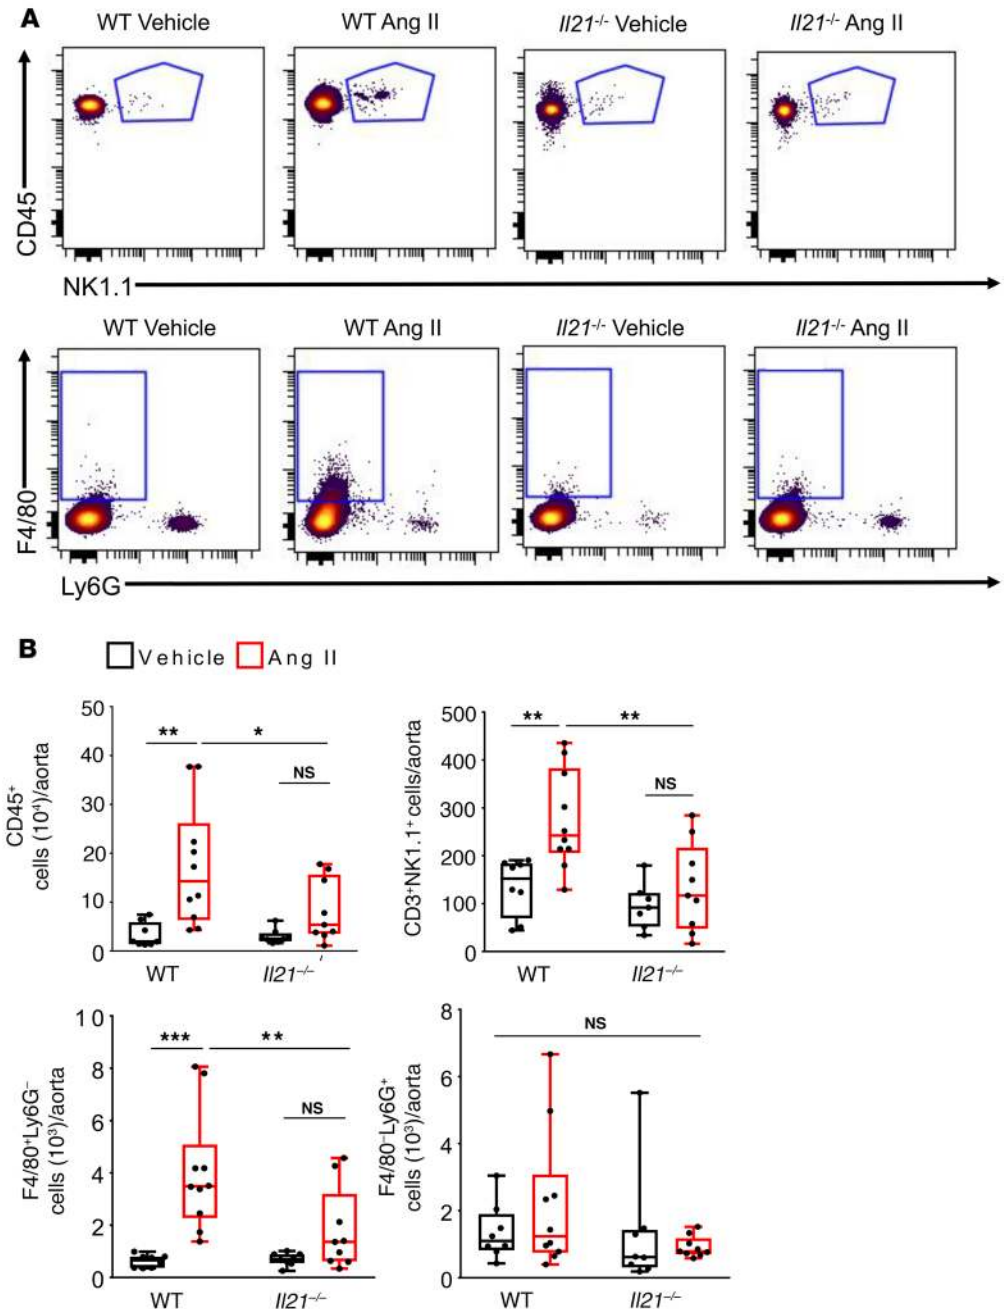 A
WT Vehicle
WT Ang II
Il21-/- Vehicle
Il21-/- Ang II
CD45
NK1.1
WT Vehicle
WT Ang II
Il21-/- Vehicle
Il21-/- Ang II
F4/80
Ly6G
B
Vehicle
Ang II
CD45+
cells (10⁴)/aorta
50
40
30
20
10
0
**
*
NS
WT
Il21–/–
CD3+NK1.1+ cells/aorta
500
400
300
200
100
0
**
**
NS
WT
Il21–/–
F4/80+Ly6G–
cells (10³)/aorta
10
8
6
4
2
0
***
**
NS
WT
Il21–/–
F4/80–Ly6G+
cells (10³)/aorta
8
6
4
2
0
NS
WT
Il21–/–